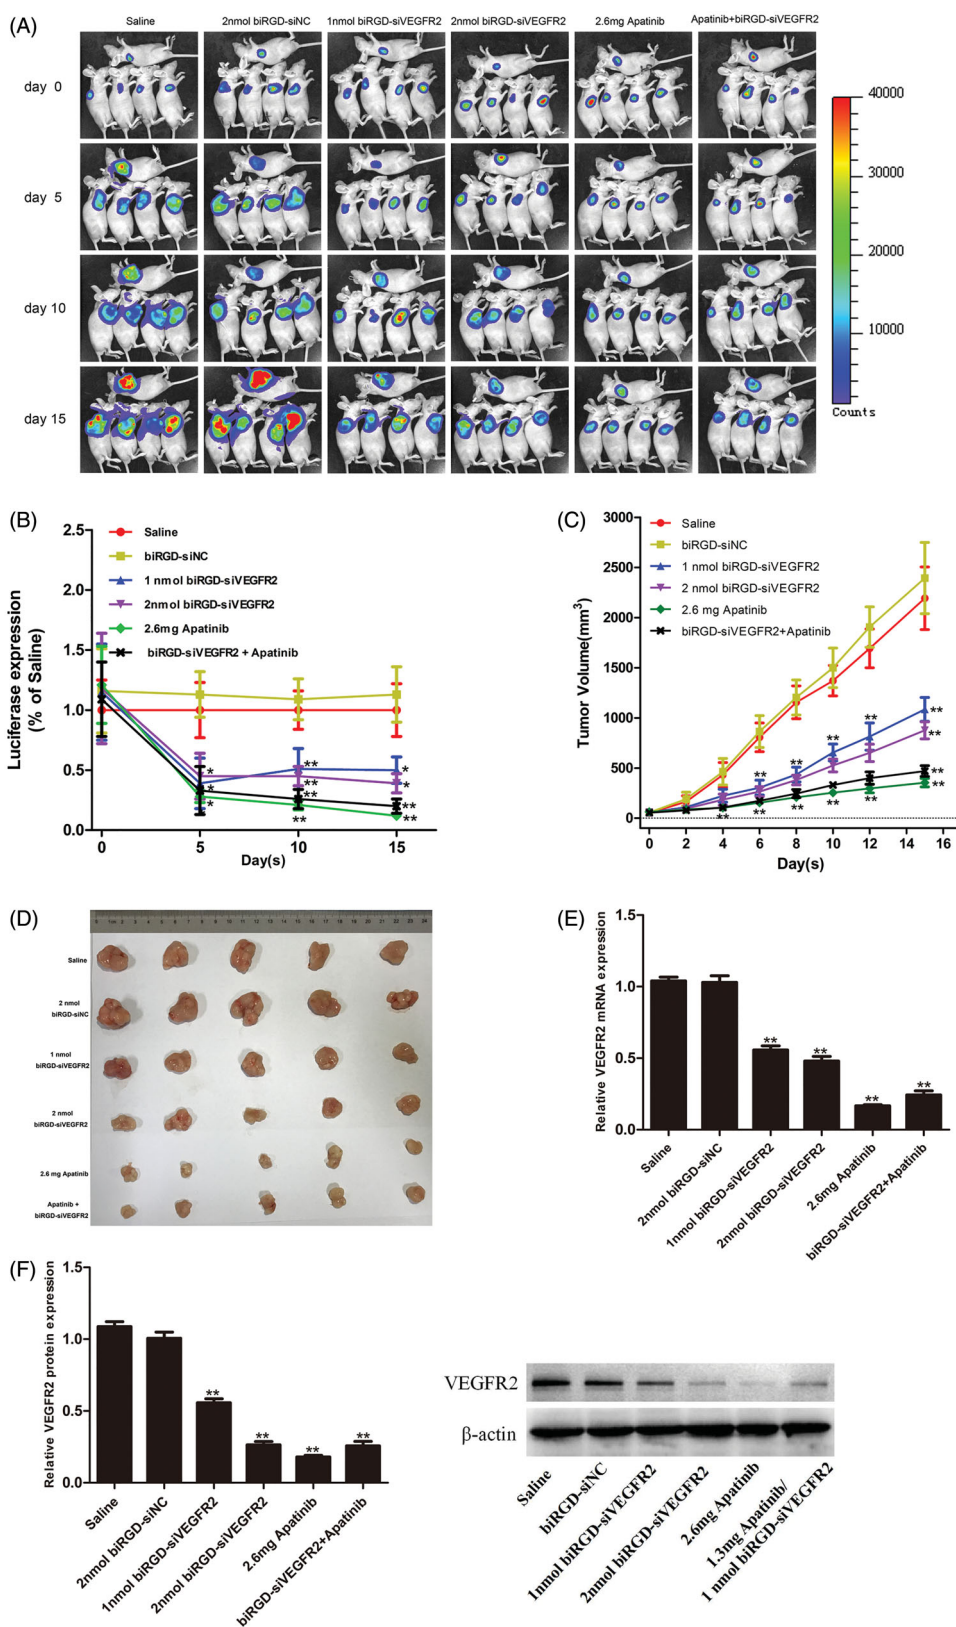 (A)
Saline
2nmol biRGD-siNC
1nmol biRGD-siVEGFR2
2nmol biRGD-siVEGFR2
2.6mg Apatinib
Apatinib+biRGD-siVEGFR2
day 0
day 5
day 10
day 15
40000
30000
20000
10000
Counts
(B)
Luciferase expression
(% of Saline)
2.5
2.0
1.5
1.0
0.5
0.0
Saline
biRGD-siNC
1 nmol biRGD-siVEGFR2
2nmol biRGD-siVEGFR2
2.6mg Apatinib
biRGD-siVEGFR2 + Apatinib
*
*
*
**
**
**
**
*
*
**
**
0 5 10 15
Day(s)
(C)
Tumor Volume(mm³)
3000
2500
2000
1500
1000
500
0
Saline
biRGD-siNC
1 nmol biRGD-siVEGFR2
2 nmol biRGD-siVEGFR2
2.6 mg Apatinib
biRGD-siVEGFR2+Apatinib
** ** ** **
**
**
**
**
** ** ** ** **
0 2 4 6 8 10 12 14 16
Day(s)
(D)
Saline
2 nmol
biRGD-siNC
1 nmol
biRGD-siVEGFR2
2 nmol
biRGD-siVEGFR2
2.6 mg Apatinib
Apatinib +
biRGD-siVEGFR2
(E)
Relative VEGFR2 mRNA expression
1.5
1.0
0.5
0.0
** ** ** **
Saline
2nmol biRGD-siNC
1nmol biRGD-siVEGFR2
2nmol biRGD-siVEGFR2
2.6mg Apatinib
biRGD-siVEGFR2+Apatinib
(F)
Relative VEGFR2 protein expression
1.5
1.0
0.5
0.0
** ** ** **
Saline
2nmol biRGD-siNC
1nmol biRGD-siVEGFR2
2nmol biRGD-siVEGFR2
2.6mg Apatinib
biRGD-siVEGFR2+Apatinib
VEGFR2
β-actin
Saline
biRGD-siNC
1nmol biRGD-siVEGFR2
2nmol biRGD-siVEGFR2
2.6mg Apatinib
1.3mg Apatinib/
1 nmol biRGD-siVEGFR2